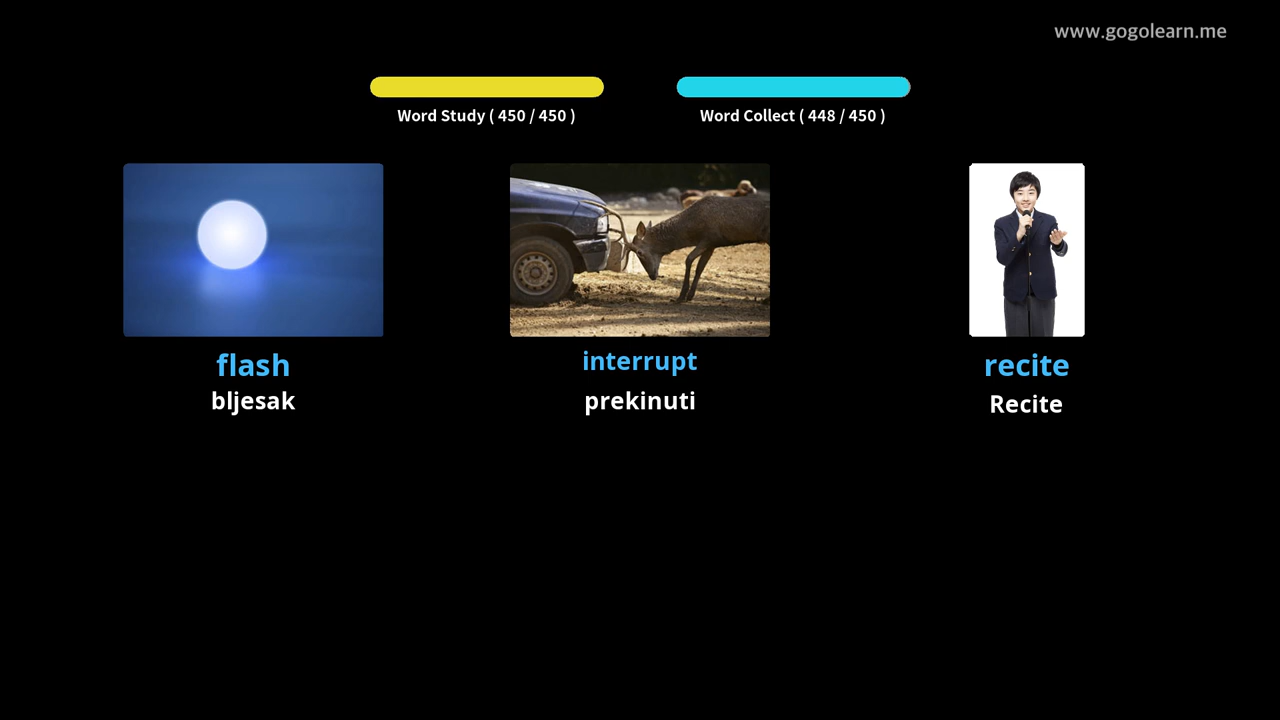 www.gogolearn.me
Word Study ( 450 / 450 )
Word Collect ( 448 / 450 )
flash
interrupt
recite
bljesak
prekinuti
Recite